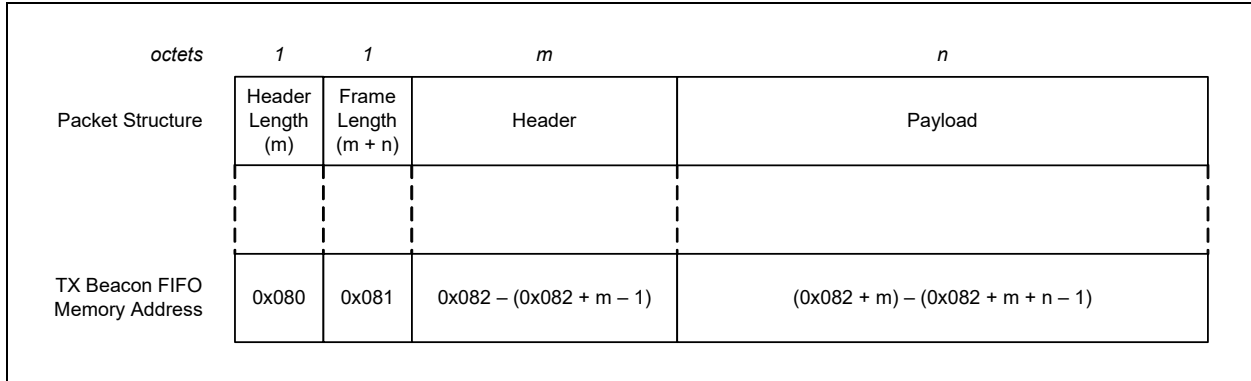 octets 1 1 m n
Packet Structure
Header
Length
(m)
Frame
Length
(m + n)
Header
Payload
TX Beacon FIFO
Memory Address
0x080
0x081
0x082 – (0x082 + m – 1)
(0x082 + m) – (0x082 + m + n – 1)